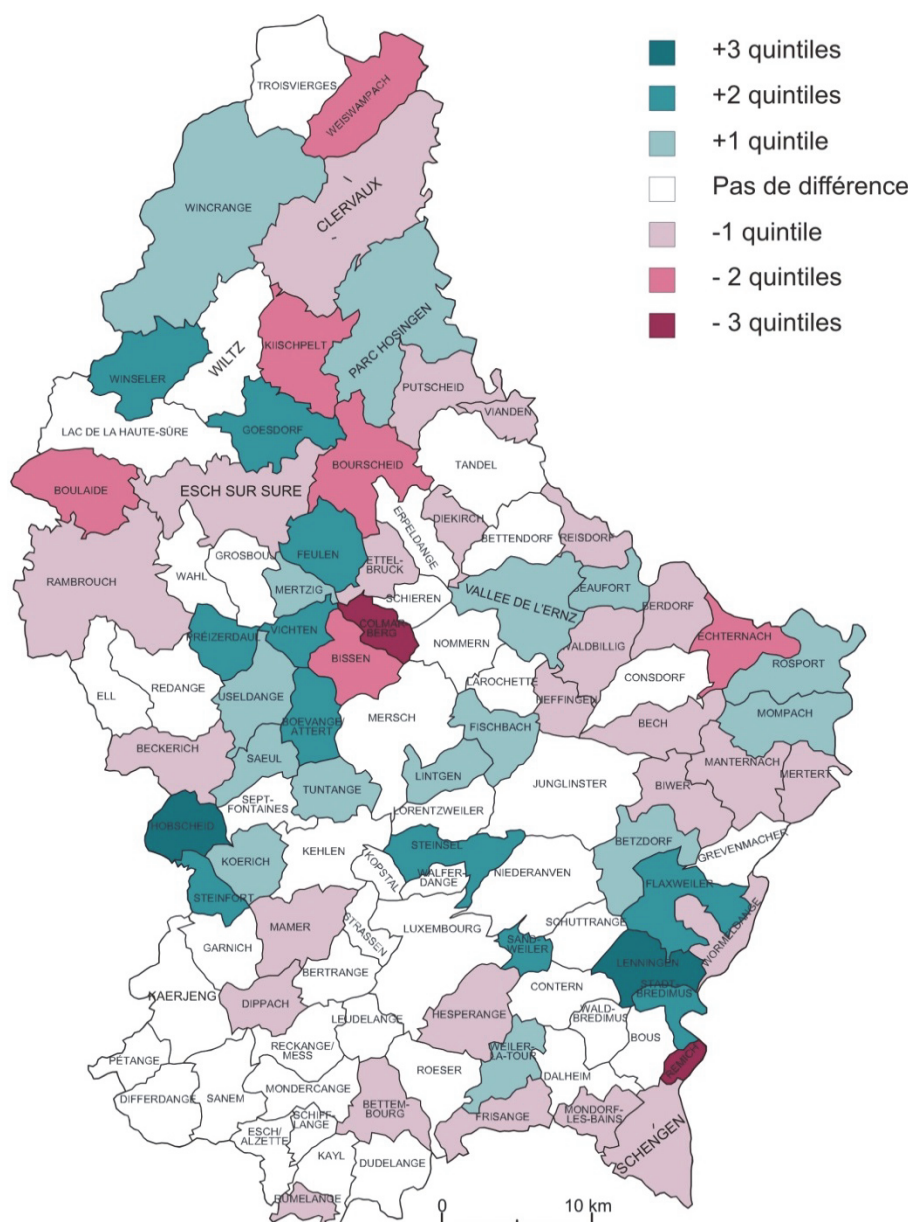 +3 quintiles
+2 quintiles
+1 quintile
Pas de différence
-1 quintile
- 2 quintiles
- 3 quintiles
TROISVIERGES
WEISWAMPACH
WINCRANGE
CLERVAUX
PARC HOSINGEN
WILTZ
KIISCHPELT
WINSELER
PUTSCHEID
VIANDEN
LAC DE LA HAUTE-SÛRE
GOESDORF
BOURSCHEID
TANDEL
BOULAIDE
ESCH SUR SURE
ERPELDANGE
DIEKIRCH
BETTENDORF
REISDORF
RAMBROUCH
WAHL
GROSBOU
FEULEN
ETTEL-
BRUCK
MERTZIG
SCHIEREN
VALLEE DE L'ERNZ
BEAUFORT
BERDORF
PRÉIZERDAUL
VICHTEN
COLMAR-
BERG
BISSEN
NOMMERN
WALDBILLIG
ECHTERNACH
ROSPORT
ELL
REDANGE
USELDANGE
BOEVANGE/
ATTERT
MERSCH
LAROCHETTE
HEFFINGEN
CONSDORF
MOMPACH
FISCHBACH
BECH
BECKERICH
SAEUL
TUNTANGE
LINTGEN
JUNGLINSTER
BIWER
MANTERNACH
MERTERT
SEPT-
FONTAINES
LORENTZWEILER
HOBSCHEID
KOERICH
KEHLEN
KOPSTAL
STEINSEL
WALFER-
DANGE
NIEDERANVEN
BETZDORF
GREVENMACHER
STEINFORT
FLAXWEILER
WORMELDANGE
GARNICH
MAMER
STRASSEN
LUXEMBOURG
SCHUTTRANGE
SAND-
WEILER
LENNINGEN
STADT-
BREDIMUS
BERTRANGE
CONTERN
KAERJENG
DIPPACH
LEUDELANGE
HESPERANGE
WALD-
BREDIMUS
BOUS
RECKANGE/
MESS
WEILER-
LA-TOUR
REMICH
PÉTANGE
ROESER
DALHEIM
DIFFERDANGE
SANEM
MONDERCANGE
BETTEM-
BOURG
FRISANGE
MONDORF-
LES-BAINS
SCHENGEN
SCHIFF-
LANGE
ESCH/
ALZETTE
KAYL
DUDELANGE
RUMELANGE
0 10 km